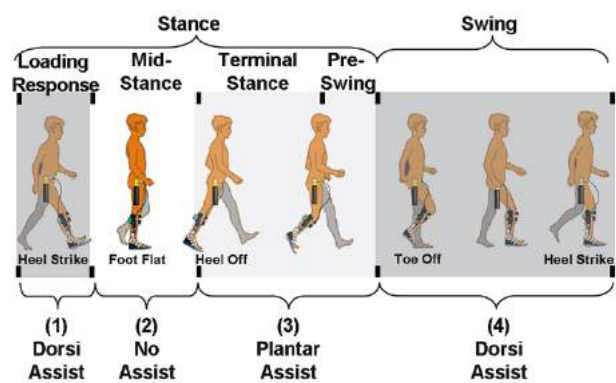 Stance
Swing
Loading
Response
Mid-
Stance
Terminal
Stance
Pre-
Swing
Heel Strike
Foot Flat
Heel Off
Toe Off
Heel Strike
(1)
Dorsi
Assist
(2)
No
Assist
(3)
Plantar
Assist
(4)
Dorsi
Assist